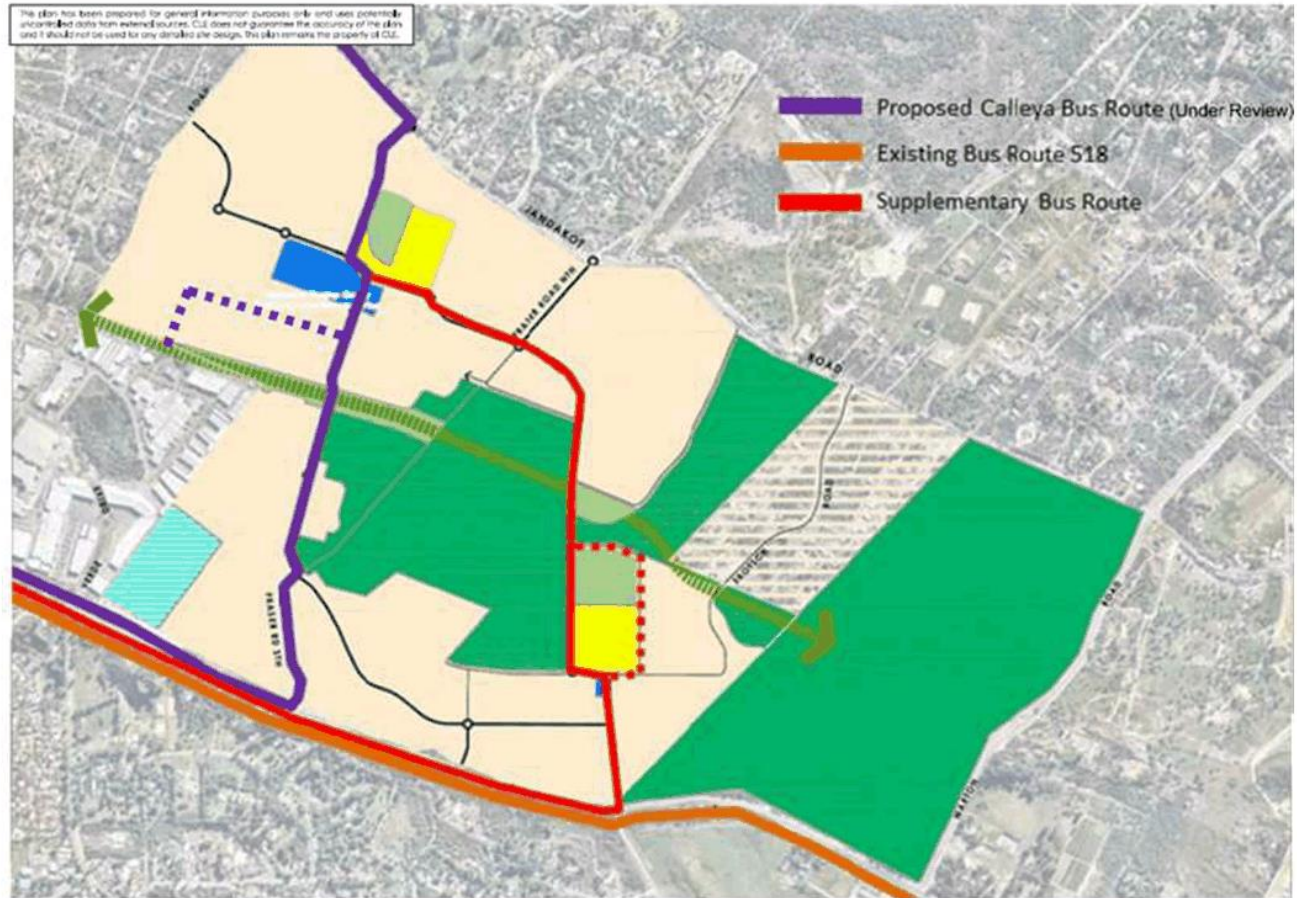 This plan has been prepared for general information purposes only and uses potentially
uncontrolled data from external sources. CLE does not guarantee the accuracy of the plan
and it should not be used for any detailed site design. This plan remains the property of CLE.
Proposed Calleya Bus Route (Under Review)
Existing Bus Route 518
Supplementary Bus Route
ROAD
JANDAKOT
FRASER ROAD NTH
ROAD
ROAD
ROAD
FRASER RD STH
WARTON